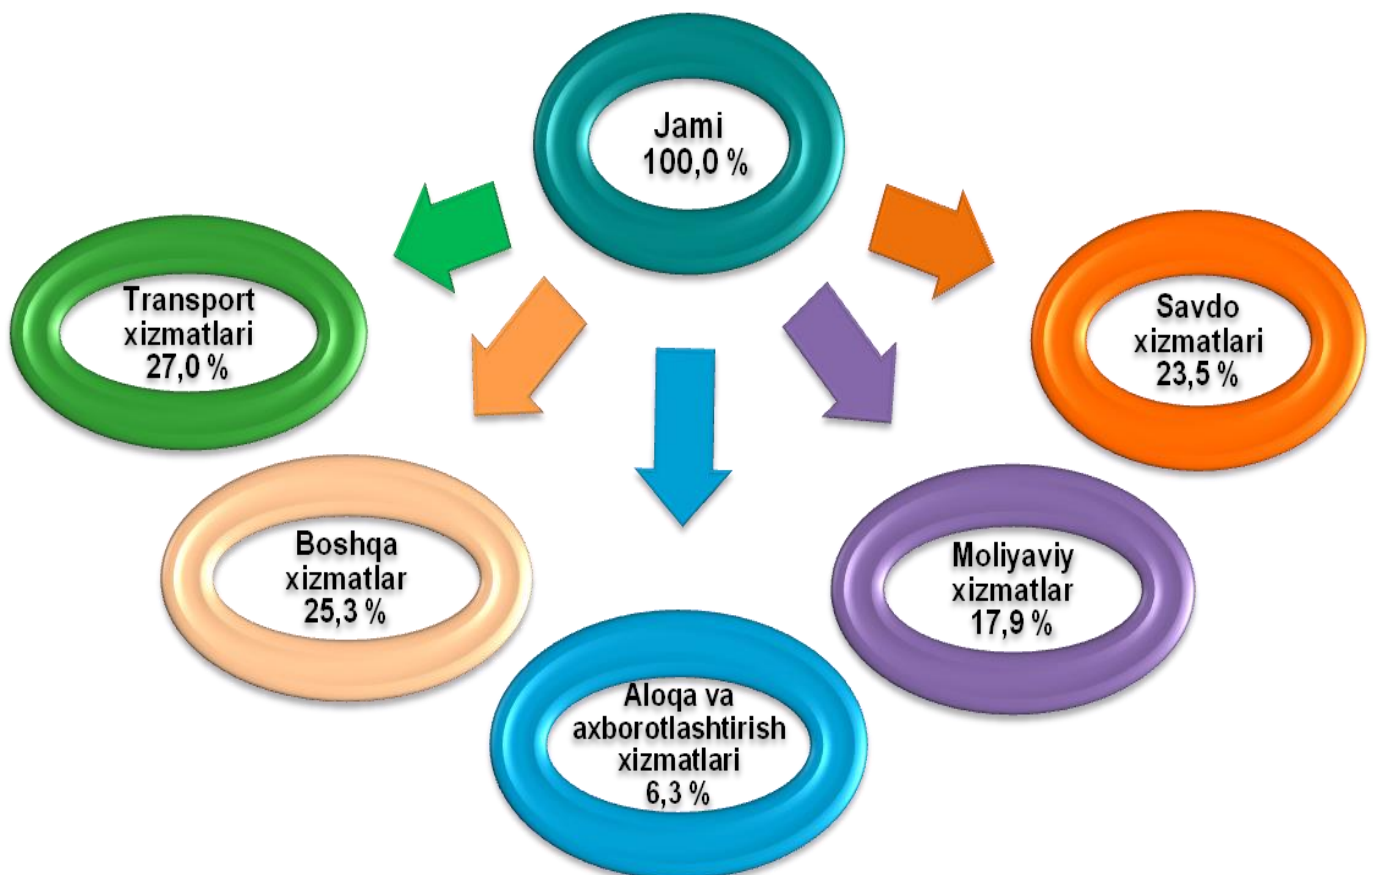 Jami
100,0 %
Transport
xizmatlari
27,0 %
Savdo
xizmatlari
23,5 %
Boshqa
xizmatlar
25,3 %
Moliyaviy
xizmatlar
17,9 %
Aloqa va
axborotlashtirish
xizmatlari
6,3 %